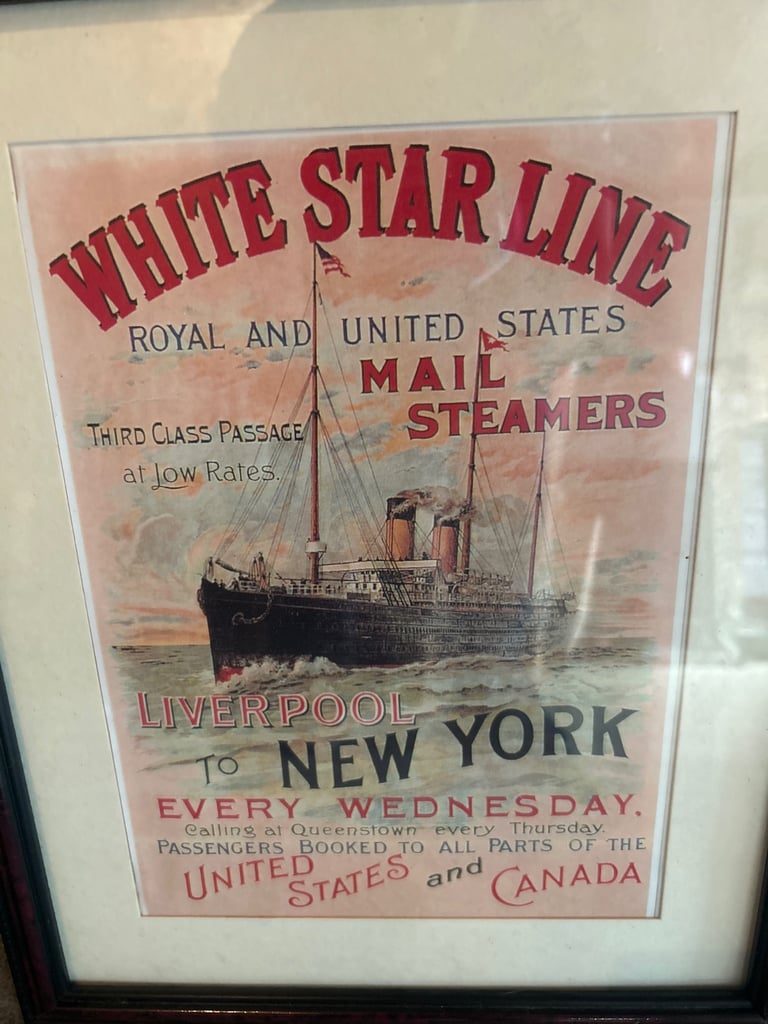 WHITE STAR LINE
ROYAL AND UNITED STATES
MAIL
STEAMERS
THIRD CLASS PASSAGE
at Low Rates.
LIVERPOOL
TO NEW YORK
EVERY WEDNESDAY.
Calling at Queenstown every Thursday.
PASSENGERS BOOKED TO ALL PARTS OF THE
UNITED STATES and CANADA